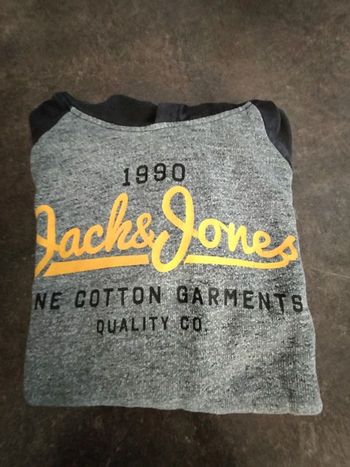 1990
Jack&Jones
NE COTTON GARMENTS
QUALITY CO.